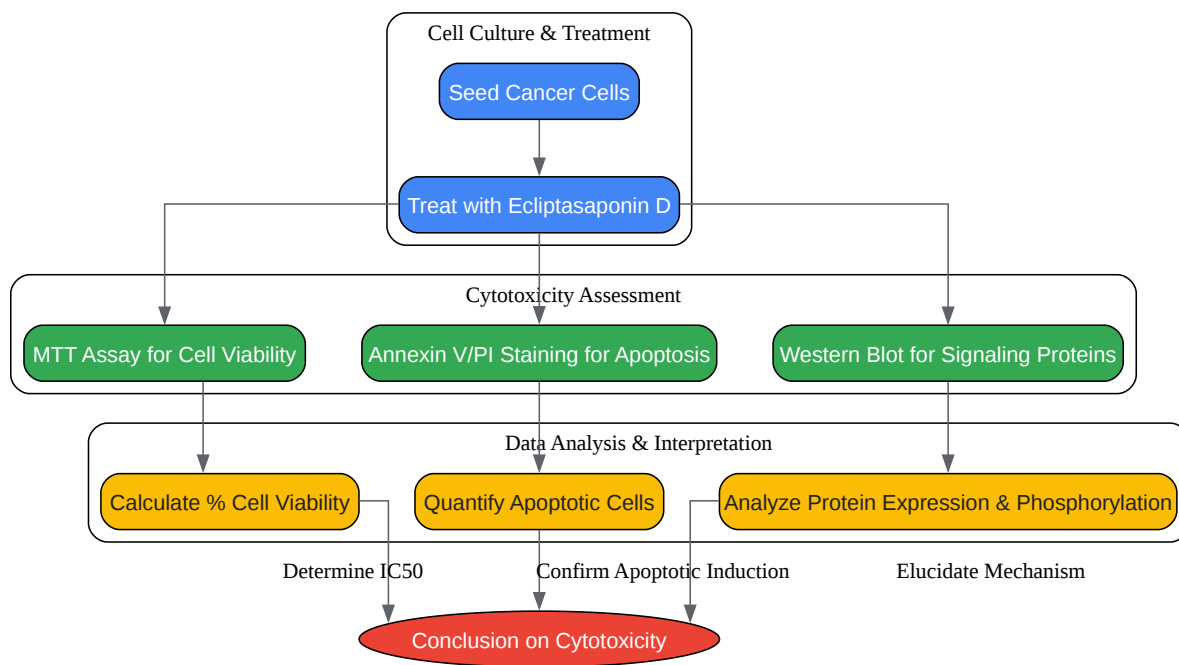 Cell Culture & Treatment
Seed Cancer Cells
Treat with Ecliptasaponin D
Cytotoxicity Assessment
MTT Assay for Cell Viability
Annexin V/PI Staining for Apoptosis
Western Blot for Signaling Proteins
Data Analysis & Interpretation
Calculate % Cell Viability
Quantify Apoptotic Cells
Analyze Protein Expression & Phosphorylation
Determine IC50
Confirm Apoptotic Induction
Elucidate Mechanism
Conclusion on Cytotoxicity